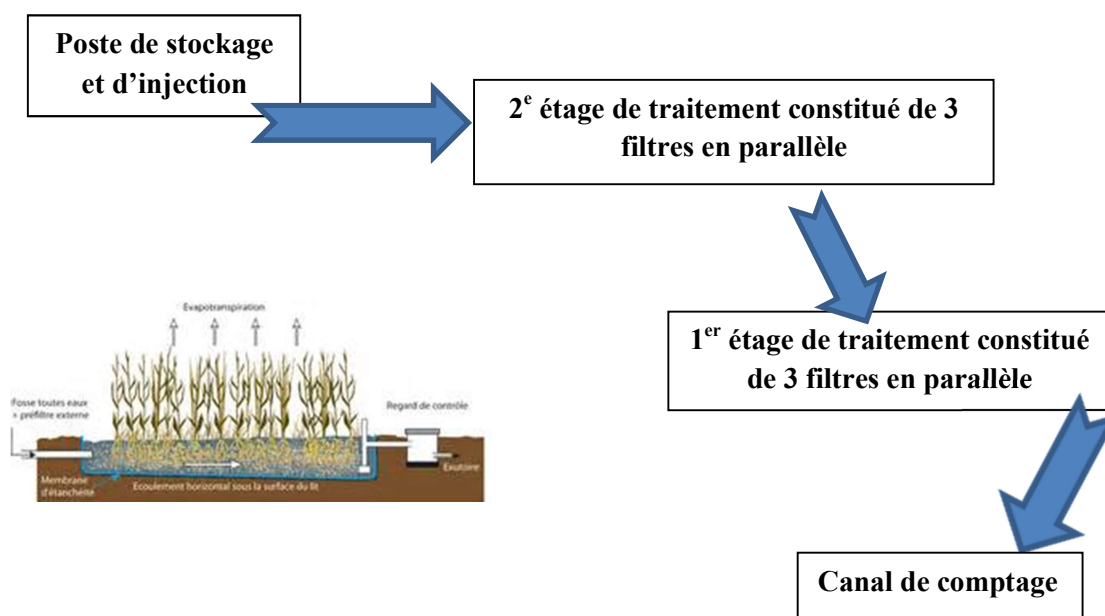 Poste de stockage
et d’injection
2e étage de traitement constitué de 3
filtres en parallèle
1er étage de traitement constitué
de 3 filtres en parallèle
Canal de comptage
Evapotranspiration
Fosse toutes eaux
+ préfiltre externe
Regard de contrôle
Exutoire
Membrane
d'étanchéité
Ecoulement horizontal sous la surface du lit